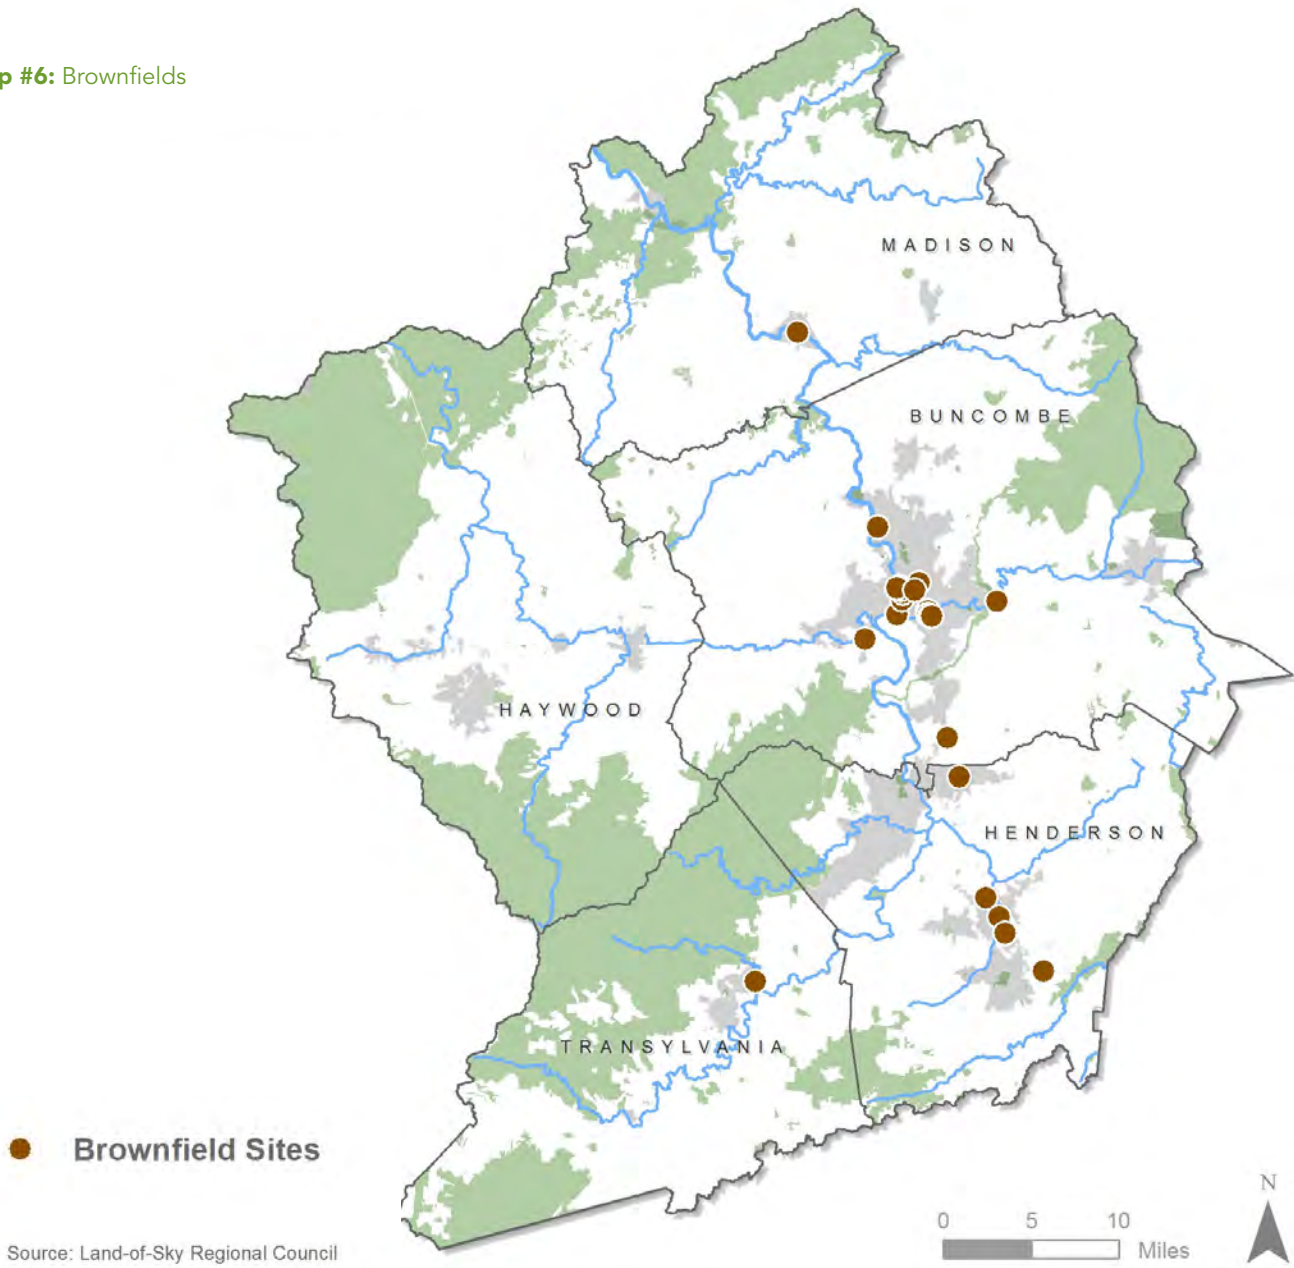 p #6: Brownfields
MADISON
BUNCOMBE
HAYWOOD
HENDERSON
TRANSYLVANIA
Brownfield Sites
N
0 5 10
Miles
Source: Land-of-Sky Regional Council